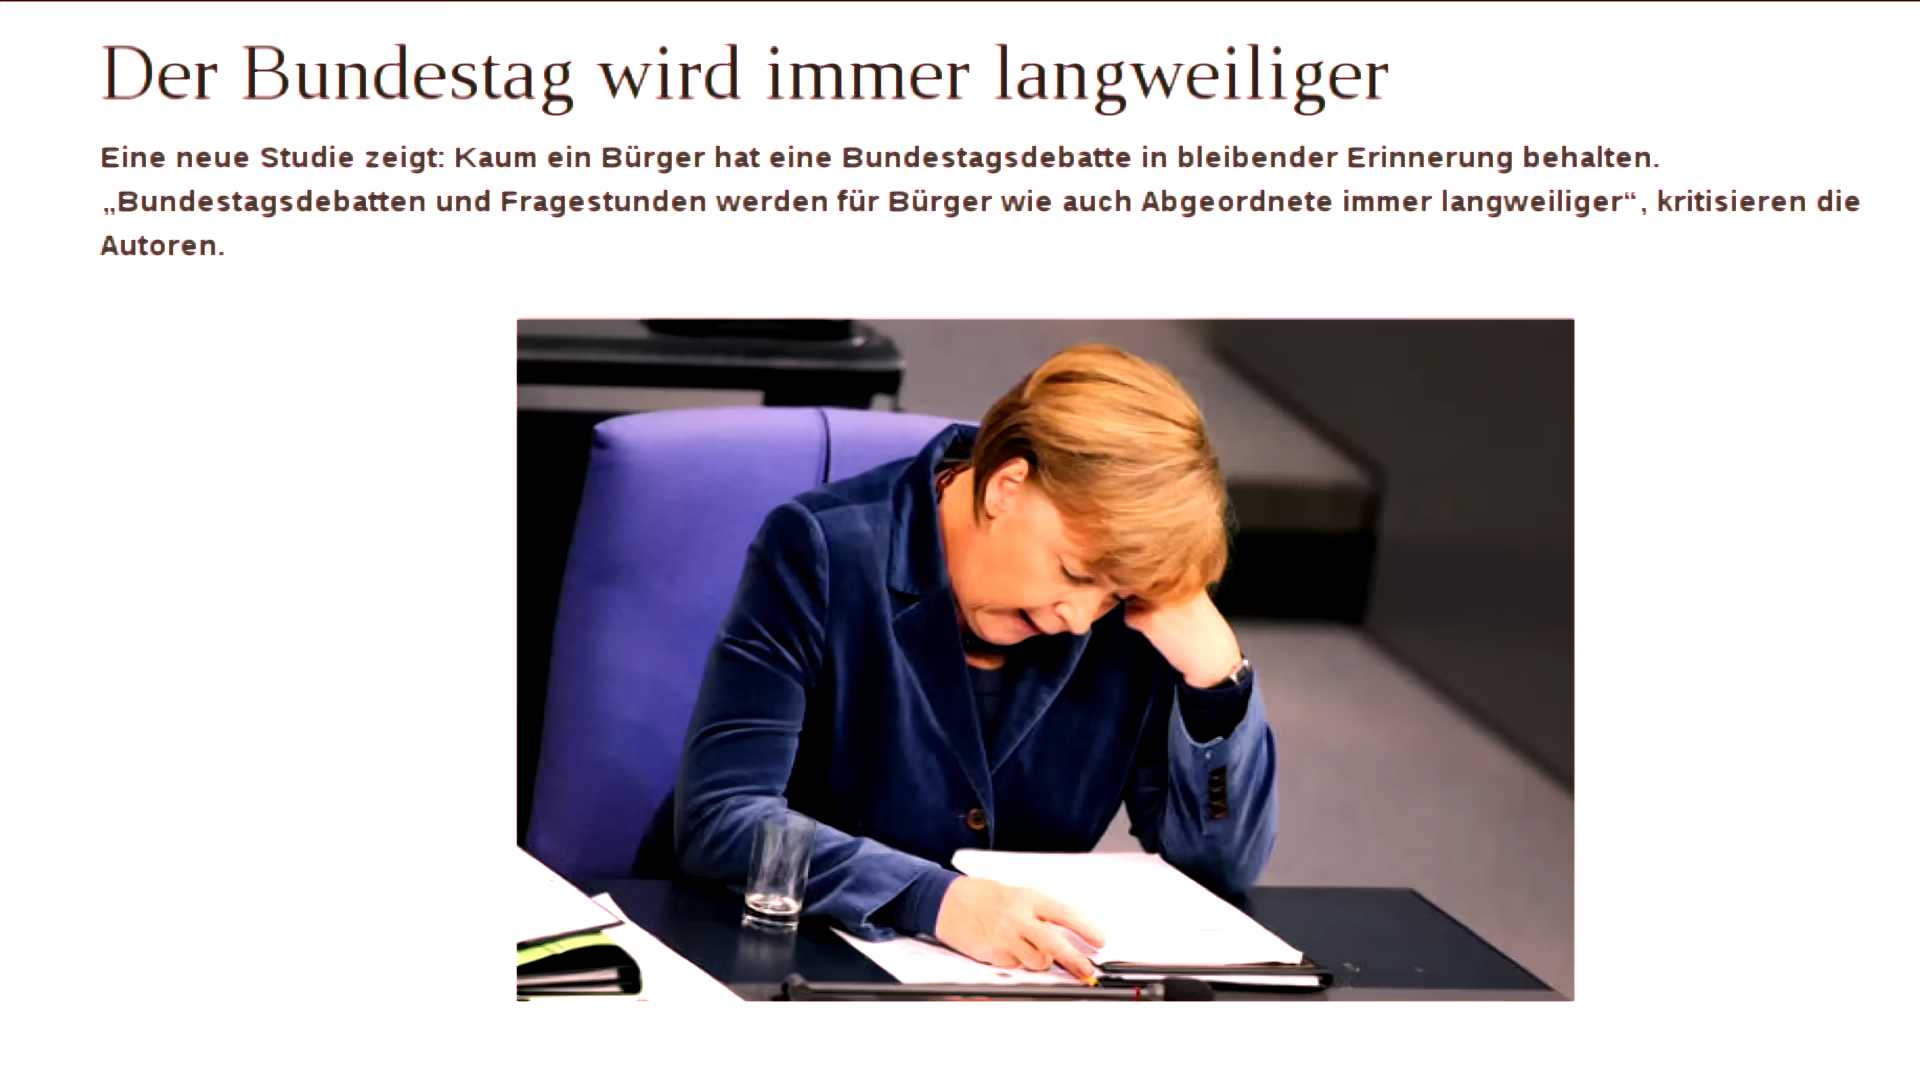 Der Bundestag wird immer langweiliger
Eine neue Studie zeigt: Kaum ein Bürger hat eine Bundestagsdebatte in bleibender Erinnerung behalten.
„Bundestagsdebatten und Fragestunden werden für Bürger wie auch Abgeordnete immer langweiliger“, kritisieren die
Autoren.